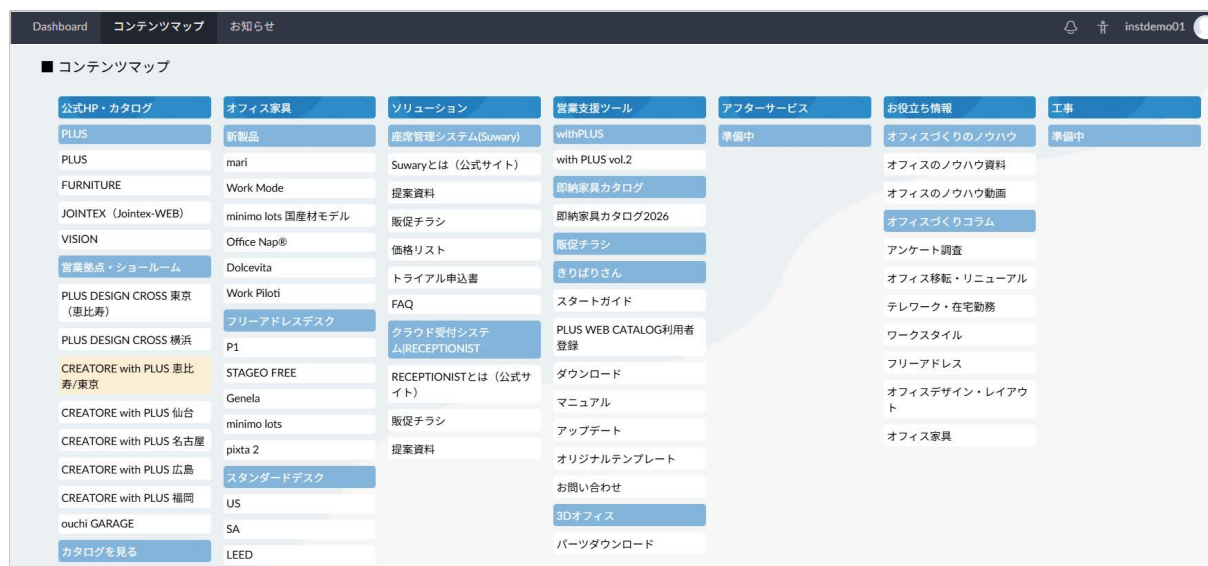 Dashboard コンテンツマップ お知らせ instdemo01
■ コンテンツマップ
公式HP・カタログ
PLUS
PLUS
FURNITURE
JOINTEX（Jointex-WEB）
VISION
営業拠点・ショールーム
PLUS DESIGN CROSS 東京
（恵比寿）
PLUS DESIGN CROSS 横浜
CREATORE with PLUS 恵比
寿/東京
CREATORE with PLUS 仙台
CREATORE with PLUS 名古屋
CREATORE with PLUS 広島
CREATORE with PLUS 福岡
ouchi GARAGE
カタログを見る
オフィス家具
新製品
mari
Work Mode
minimo lots 国産材モデル
Office Nap®
Dolcevita
Work Piloti
フリーアドレスデスク
P1
STAGEO FREE
Genela
minimo lots
pixta 2
スタンダードデスク
US
SA
LEED
ソリューション
座席管理システム(Suwary)
Suwaryとは（公式サイト）
提案資料
販促チラシ
価格リスト
トライアル申込書
FAQ
クラウド受付システ
ム|RECEPTIONIST
RECEPTIONISTとは（公式サ
イト）
販促チラシ
提案資料
営業支援ツール
withPLUS
with PLUS vol.2
即納家具カタログ
即納家具カタログ2026
販促チラシ
きりばりさん
スタートガイド
PLUS WEB CATALOG利用者
登録
ダウンロード
マニュアル
アップデート
オリジナルテンプレート
お問い合わせ
3Dオフィス
パーツダウンロード
アフターサービス
準備中
お役立ち情報
オフィスづくりのノウハウ
オフィスのノウハウ資料
オフィスのノウハウ動画
オフィスづくりコラム
アンケート調査
オフィス移転・リニューアル
テレワーク・在宅勤務
ワークスタイル
フリーアドレス
オフィスデザイン・レイアウ
ト
オフィス家具
工事
準備中